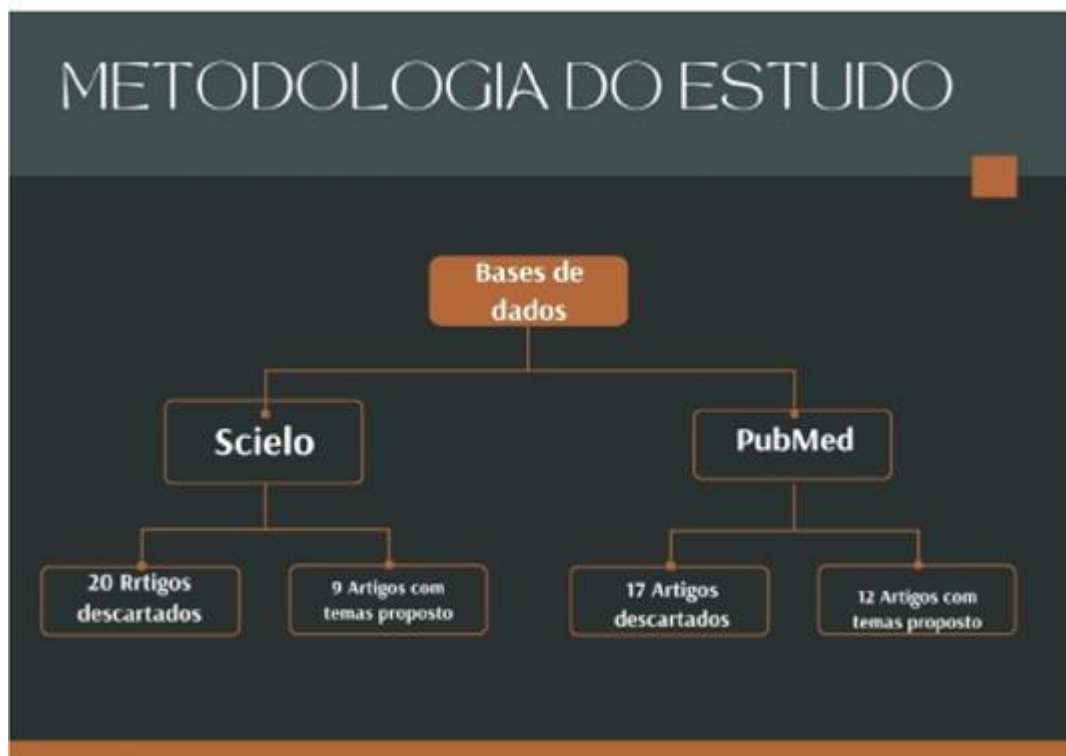 METODOLOGIA DO ESTUDO
Bases de
dados
Scielo
PubMed
20 Rrtigos
descartados
9 Artigos com
temas proposto
17 Artigos
descartados
12 Artigos com
temas proposto